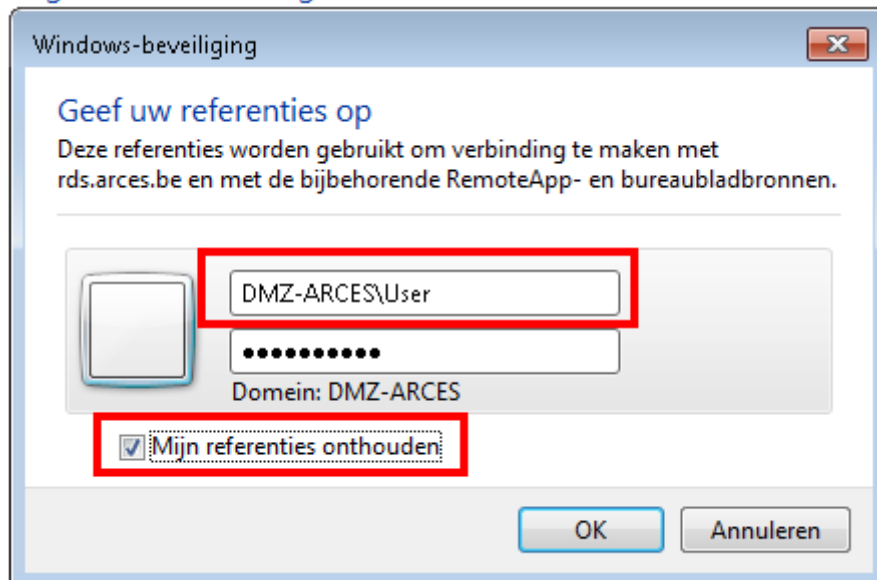 Windows-beveiliging
Geef uw referenties op
Deze referenties worden gebruikt om verbinding te maken met
rds.arces.be en met de bijbehorende RemoteApp- en bureaubladbronnen.
DMZ-ARCES\User
●●●●●●●●●●
Domein: DMZ-ARCES
Mijn referenties onthouden
OK
Annuleren